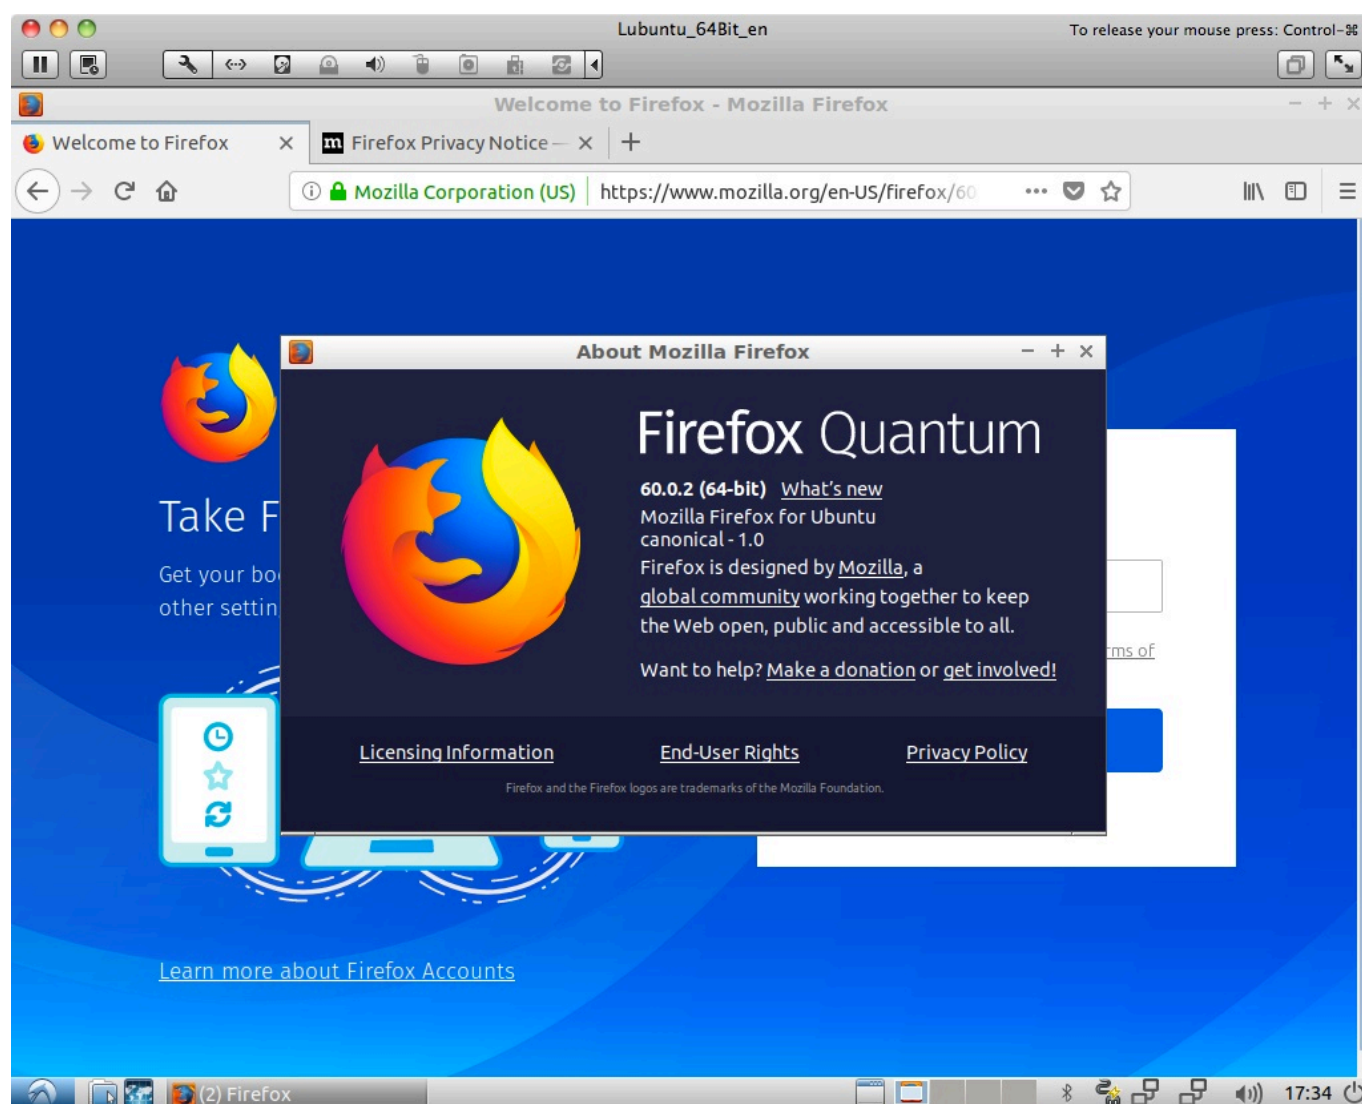 Lubuntu_64Bit_en
To release your mouse press: Control-⌘
Welcome to Firefox - Mozilla Firefox
Welcome to Firefox
Firefox Privacy Notice —
Mozilla Corporation (US)
https://www.mozilla.org/en-US/firefox/60
About Mozilla Firefox
Firefox Quantum
60.0.2 (64-bit) What's new
Mozilla Firefox for Ubuntu
canonical - 1.0
Firefox is designed by Mozilla, a
global community working together to keep
the Web open, public and accessible to all.
Want to help? Make a donation or get involved!
Licensing Information
End-User Rights
Privacy Policy
Firefox and the Firefox logos are trademarks of the Mozilla Foundation.
Take F
Get your bo
other settin
rms of
Learn more about Firefox Accounts
(2) Firefox
17:34